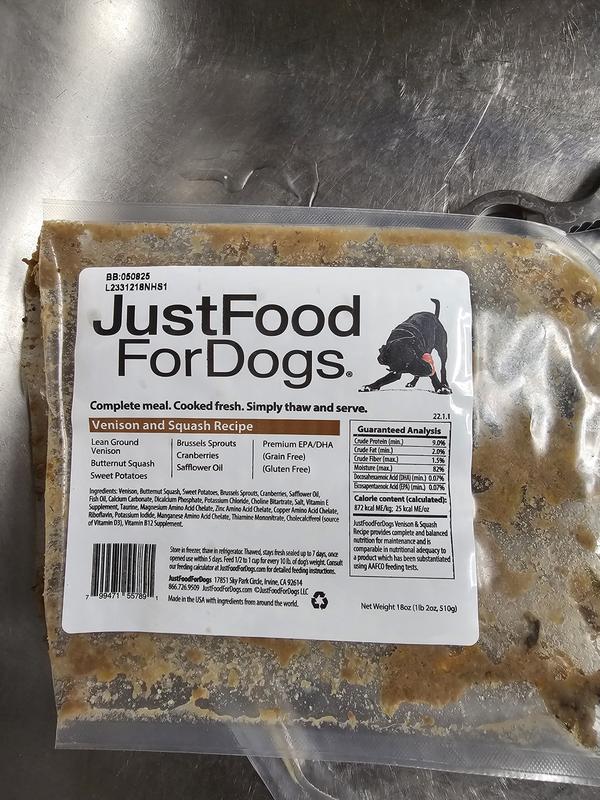 BB:050825
L2331218NHS1
JustFood
ForDogs®
Complete meal. Cooked fresh. Simply thaw and serve.
22.1.1
Venison and Squash Recipe
Lean Ground
Venison
Butternut Squash
Sweet Potatoes
Brussels Sprouts
Cranberries
Safflower Oil
Premium EPA/DHA
(Grain Free)
(Gluten Free)
Ingredients: Venison, Butternut Squash, Sweet Potatoes, Brussels Sprouts, Cranberries, Safflower Oil,
Fish Oil, Calcium Carbonate, Dicalcium Phosphate, Potassium Chloride, Choline Bitartrate, Salt, Vitamin E
Supplement, Taurine, Magnesium Amino Acid Chelate, Zinc Amino Acid Chelate, Copper Amino Acid Chelate,
Riboflavin, Potassium Iodide, Manganese Amino Acid Chelate, Thiamine Mononitrate, Cholecalciferol (source
of Vitamin D3), Vitamin B12 Supplement.
Guaranteed Analysis
Crude Protein (min.) 9.0%
Crude Fat (min.) 2.0%
Crude Fiber (max.) 1.5%
Moisture (max.) 82%
Docosahexaenoic Acid (DHA) (min.) 0.07%
Eicosapentaenoic Acid (EPA) (min.) 0.07%
Calorie content (calculated):
872 kcal ME/kg; 25 kcal ME/oz
JustFoodForDogs Venison & Squash
Recipe provides complete and balanced
nutrition for maintenance and is
comparable in nutritional adequacy to
a product which has been substantiated
using AAFCO feeding tests.
Store in freezer, thaw in refrigerator. Thawed, stays fresh sealed up to 7 days, once
opened use within 5 days. Feed 1/2 to 1 cup for every 10 lb. of dog's weight. Consult
our feeding calculator at JustFoodForDogs.com for detailed feeding instructions.
JustFoodForDogs 17851 Sky Park Circle, Irvine, CA 92614
866.726.9509 JustFoodForDogs.com ©JustFoodForDogs LLC
Made in the USA with ingredients from around the world.
7 99471 55789 1
Net Weight 18oz (1lb 2oz, 510g)